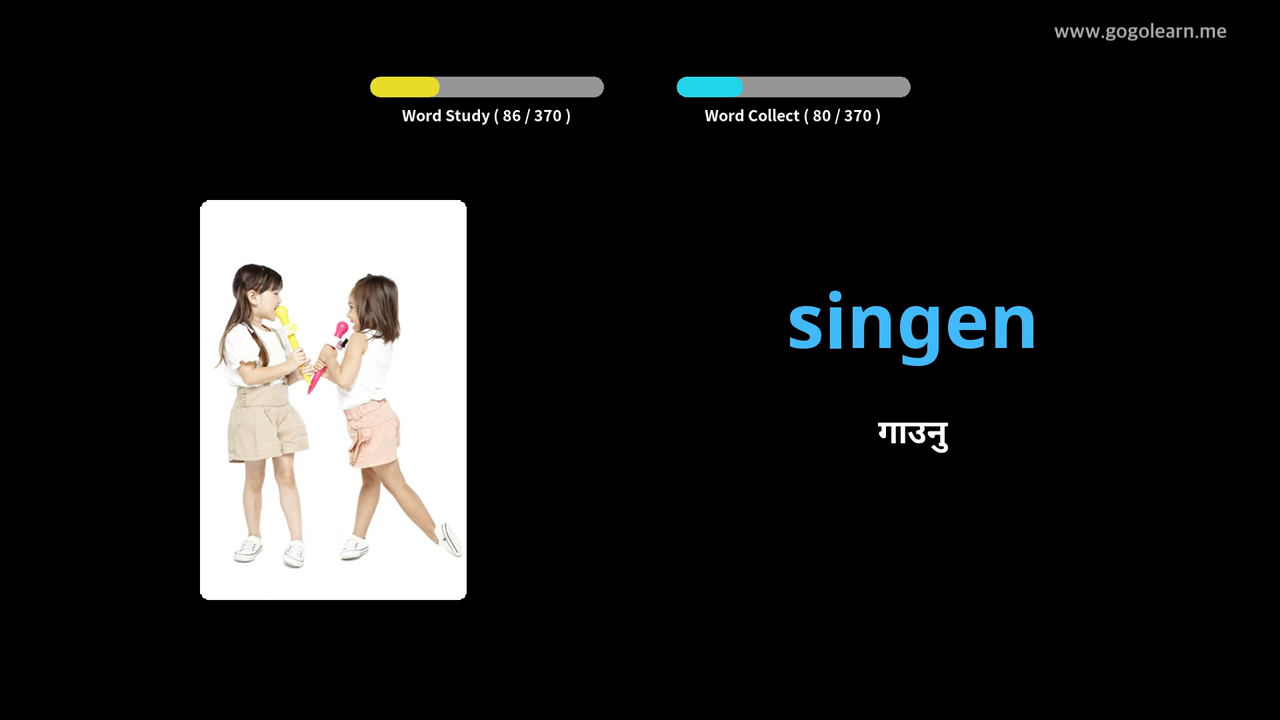 www.gogolearn.me
Word Study ( 86 / 370 )
Word Collect ( 80 / 370 )
singen
गाउनु